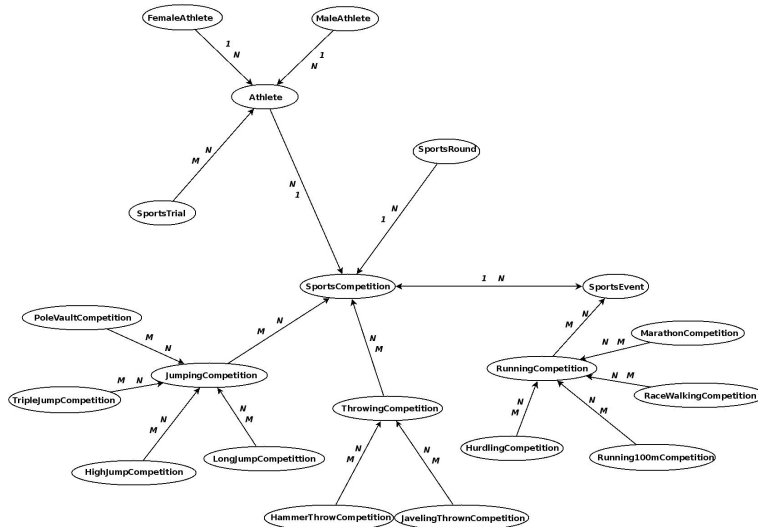 FemaleAthlete
MaleAthlete
1
N
1
N
Athlete
N
M
SportsRound
SportsTrial
N
1
N
1
SportsCompetition
1 N
SportsEvent
PoleVaultCompetition
M N
M N
N
M
M N
MarathonCompetition
N M
JumpingCompetition
RunningCompetition
N M
RaceWalkingCompetition
TripleJumpCompetition
M N
ThrowingCompetition
N
M
N
M
N
M
N
M
HighJumpCompetition
LongJumpCompetittion
HurdlingCompetition
Running100mCompetition
N
M
N
M
HammerThrowCompetition
JavelingThrownCompetition